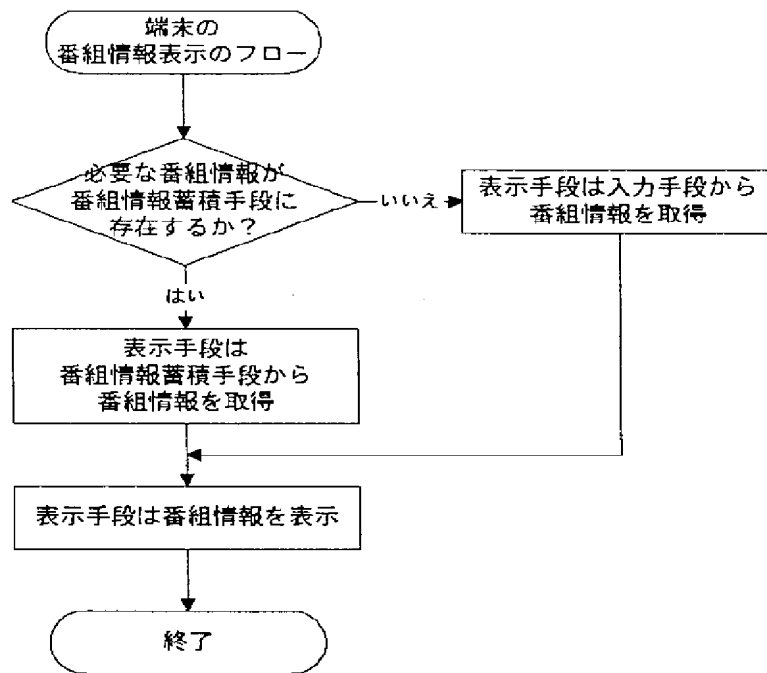 端末の
番組情報表示のフロー
必要な番組情報が
番組情報蓄積手段に
存在するか？
いいえ
表示手段は入力手段から
番組情報を取得
はい
表示手段は
番組情報蓄積手段から
番組情報を取得
表示手段は番組情報を表示
終了